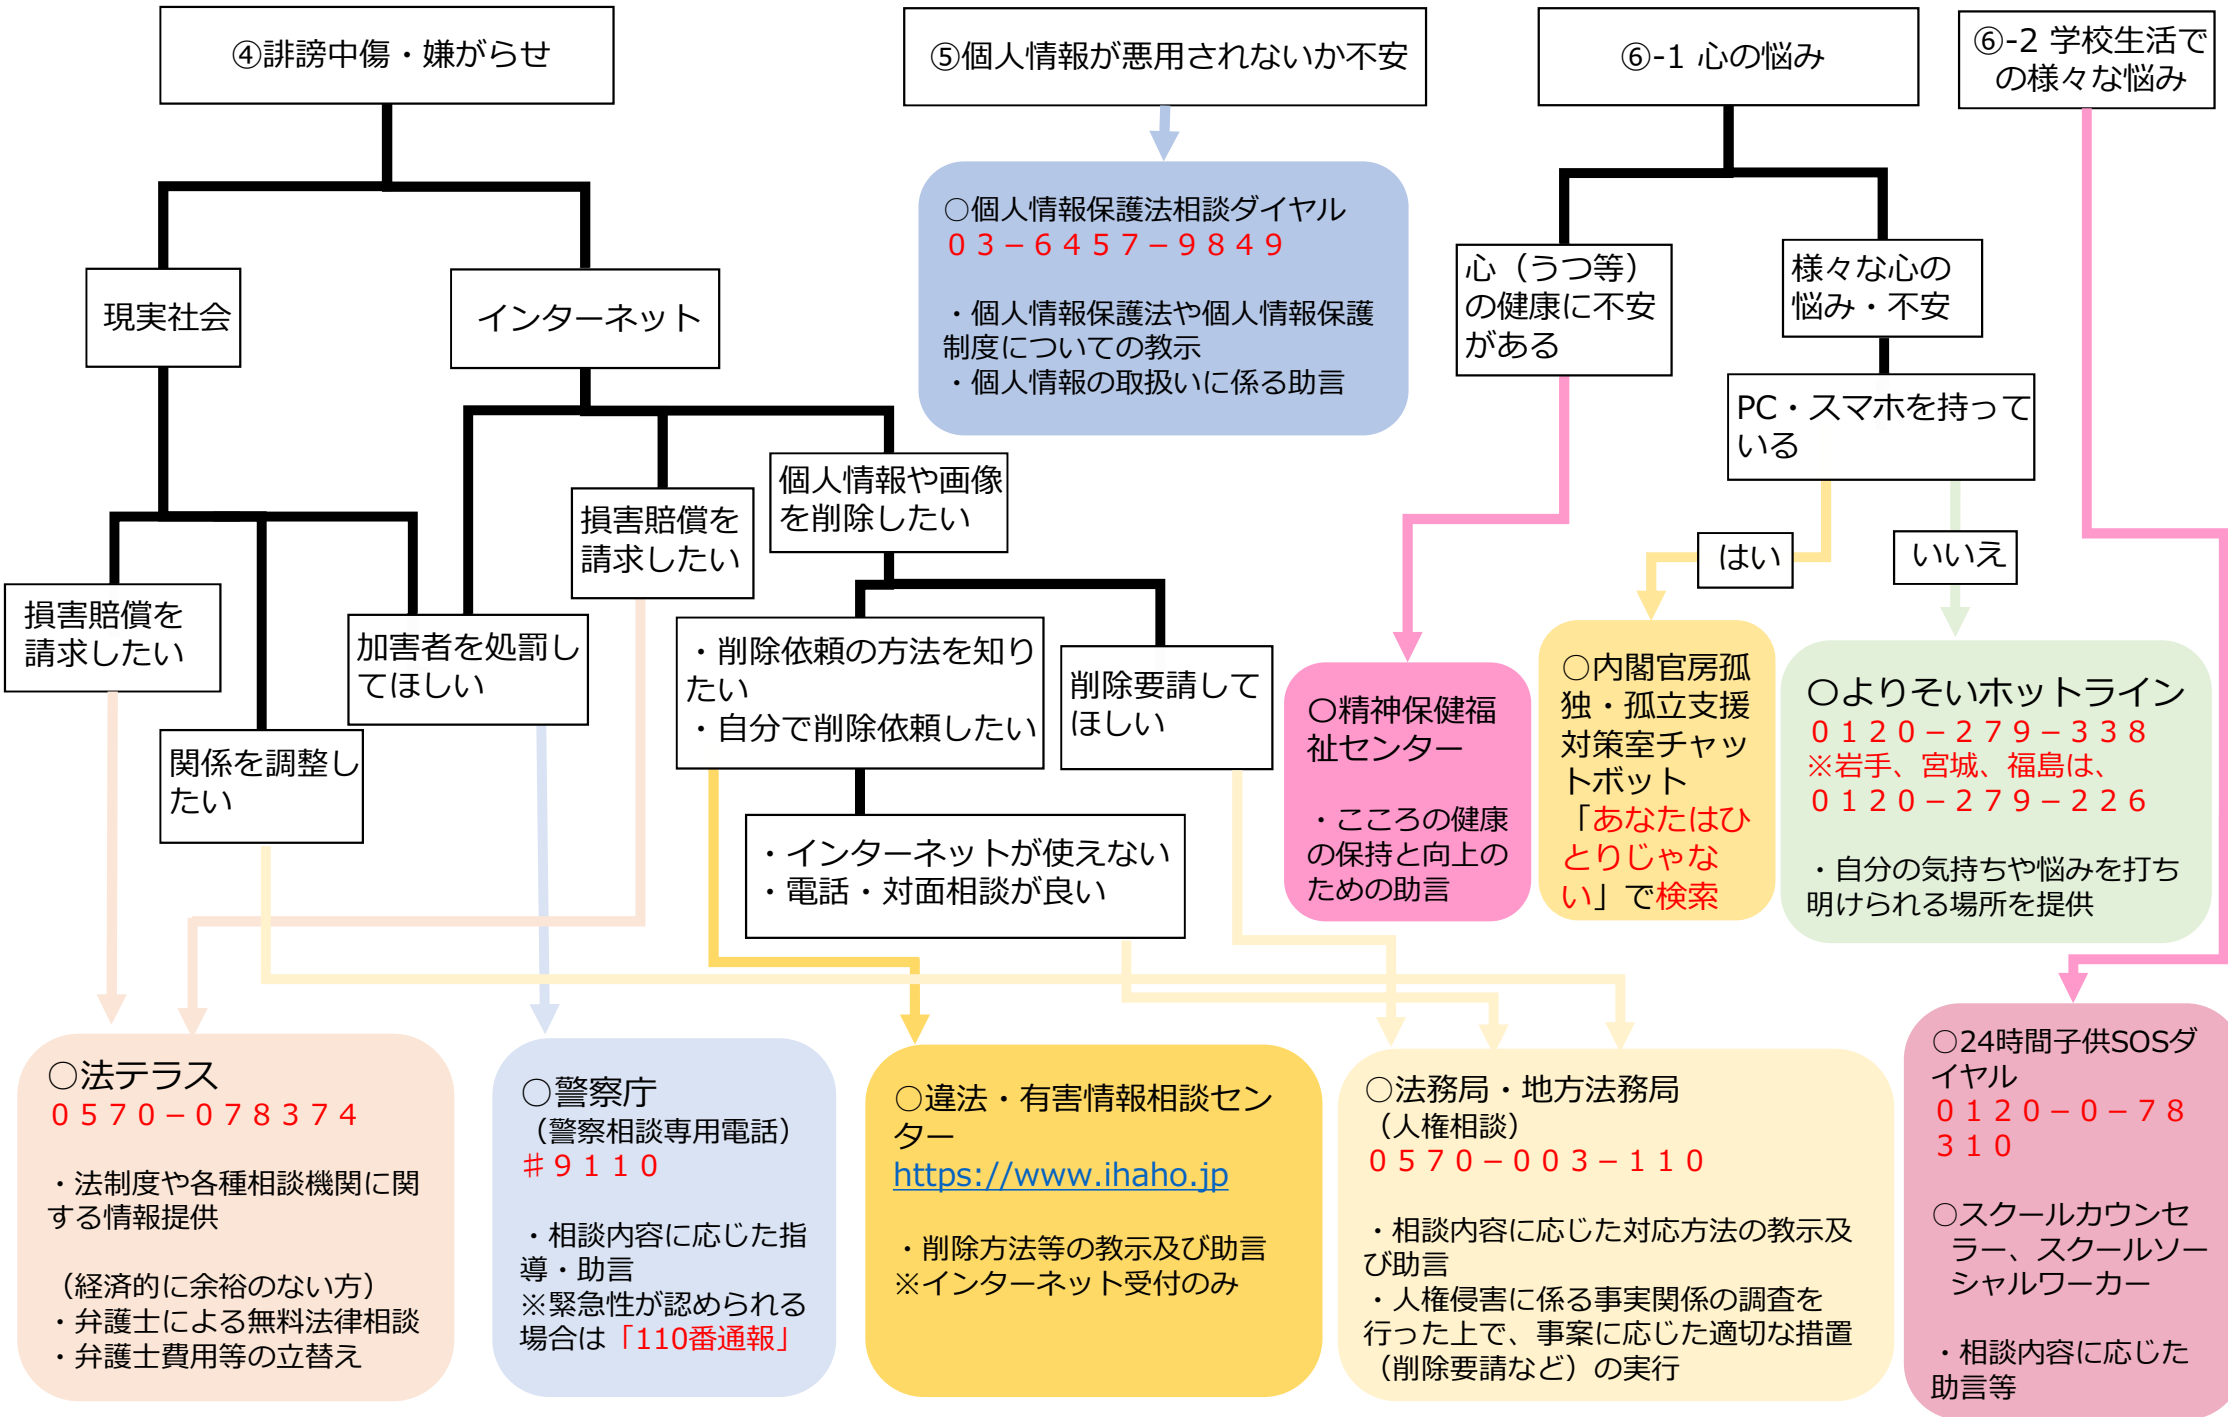 ④誹謗中傷・嫌がらせ
⑤個人情報が悪用されないか不安
⑥-1 心の悩み
⑥-2 学校生活で
の様々な悩み
現実社会
インターネット
○個人情報保護法相談ダイヤル
０３－６４５７－９８４９
・個人情報保護法や個人情報保護
制度についての教示
・個人情報の取扱いに係る助言
心（うつ等）
の健康に不安
がある
様々な心の
悩み・不安
PC・スマホを持って
いる
はい
いいえ
損害賠償を
請求したい
関係を調整し
たい
加害者を処罰し
てほしい
損害賠償を
請求したい
個人情報や画像
を削除したい
・削除依頼の方法を知り
たい
・自分で削除依頼したい
削除要請して
ほしい
・インターネットが使えない
・電話・対面相談が良い
〇精神保健福
祉センター
・こころの健康
の保持と向上の
ための助言
○内閣官房孤
独・孤立支援
対策室チャッ
トボット
「あなたはひ
とりじゃな
い」で検索
〇よりそいホットライン
０１２０－２７９－３３８
※岩手、宮城、福島は、
０１２０－２７９－２２６
・自分の気持ちや悩みを打ち
明けられる場所を提供
○法テラス
０５７０－０７８３７４
・法制度や各種相談機関に関
する情報提供
（経済的に余裕のない方）
・弁護士による無料法律相談
・弁護士費用等の立替え
○警察庁
（警察相談専用電話）
＃９１１０
・相談内容に応じた指
導・助言
※緊急性が認められる
場合は「110番通報」
○違法・有害情報相談セン
ター
https://www.ihaho.jp
・削除方法等の教示及び助言
※インターネット受付のみ
○法務局・地方法務局
（人権相談）
０５７０－００３－１１０
・相談内容に応じた対応方法の教示及
び助言
・人権侵害に係る事実関係の調査を
行った上で、事案に応じた適切な措置
（削除要請など）の実行
○24時間子供SOSダ
イヤル
０１２０－０－７８
３１０
○スクールカウンセ
ラー、スクールソー
シャルワーカー
・相談内容に応じた
助言等